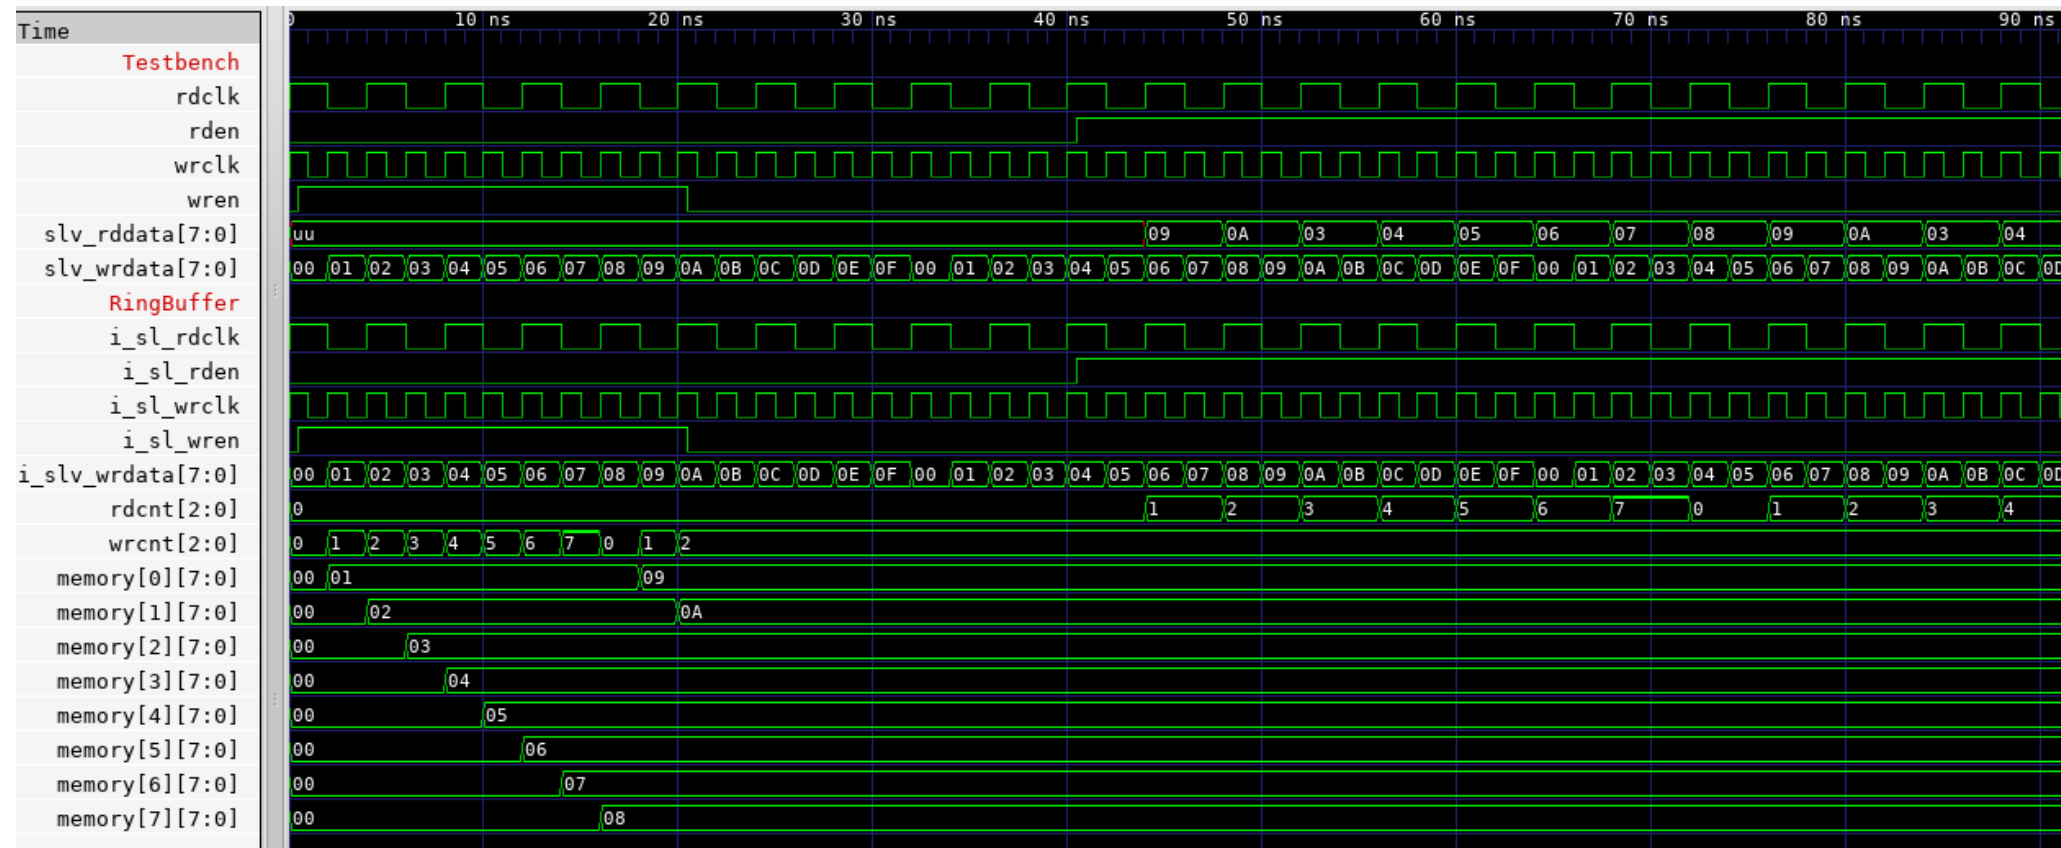 0 10 ns 20 ns 30 ns 40 ns 50 ns 60 ns 70 ns 80 ns 90 ns
Time
Testbench
rdclk
rden
wrclk
wren
slv_rddata[7:0] uu 09 0A 03 04 05 06 07 08 09 0A 03 04
slv_wrdata[7:0] 00 01 02 03 04 05 06 07 08 09 0A 0B 0C 0D 0E 0F 00 01 02 03 04 05 06 07 08 09 0A 0B 0C 0D 0E 0F 00 01 02 03 04 05 06 07 08 09 0A 0B 0C 0D
RingBuffer
i_sl_rdclk
i_sl_rden
i_sl_wrclk
i_sl_wren
i_slv_wrdata[7:0] 00 01 02 03 04 05 06 07 08 09 0A 0B 0C 0D 0E 0F 00 01 02 03 04 05 06 07 08 09 0A 0B 0C 0D 0E 0F 00 01 02 03 04 05 06 07 08 09 0A 0B 0C 0D
rdcnt[2:0] 0 1 2 3 4 5 6 7 0 1 2 3 4
wrcnt[2:0] 0 1 2 3 4 5 6 7 0 1 2
memory[0][7:0] 00 01 09
memory[1][7:0] 00 02 0A
memory[2][7:0] 00 03
memory[3][7:0] 00 04
memory[4][7:0] 00 05
memory[5][7:0] 00 06
memory[6][7:0] 00 07
memory[7][7:0] 00 08